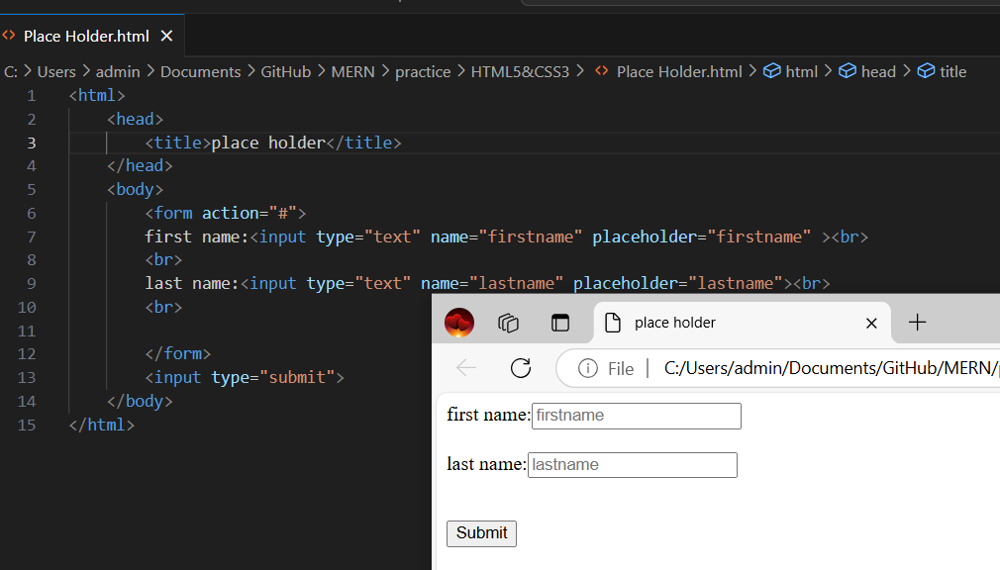 Place Holder.html
C: Users admin Documents GitHub MERN practice HTML5&CSS3 <> Place Holder.html html head title
1 <html>
2 <head>
3 <title>place holder</title>
4 </head>
5 <body>
6 <form action="#">
7 first name:<input type="text" name="firstname" placeholder="firstname" ><br>
8 <br>
9 last name:<input type="text" name="lastname" placeholder="lastname"><br>
10 <br>
11
12 </form>
13 <input type="submit">
14 </body>
15 </html>
place holder
File C:/Users/admin/Documents/GitHub/MERN/
first name: firstname
last name: lastname
Submit